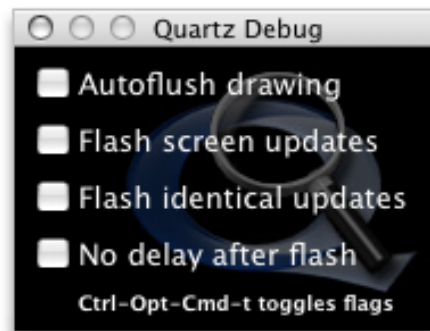 Quartz Debug
Autoflush drawing
Flash screen updates
Flash identical updates
No delay after flash
Ctrl-Opt-Cmd-t toggles flags